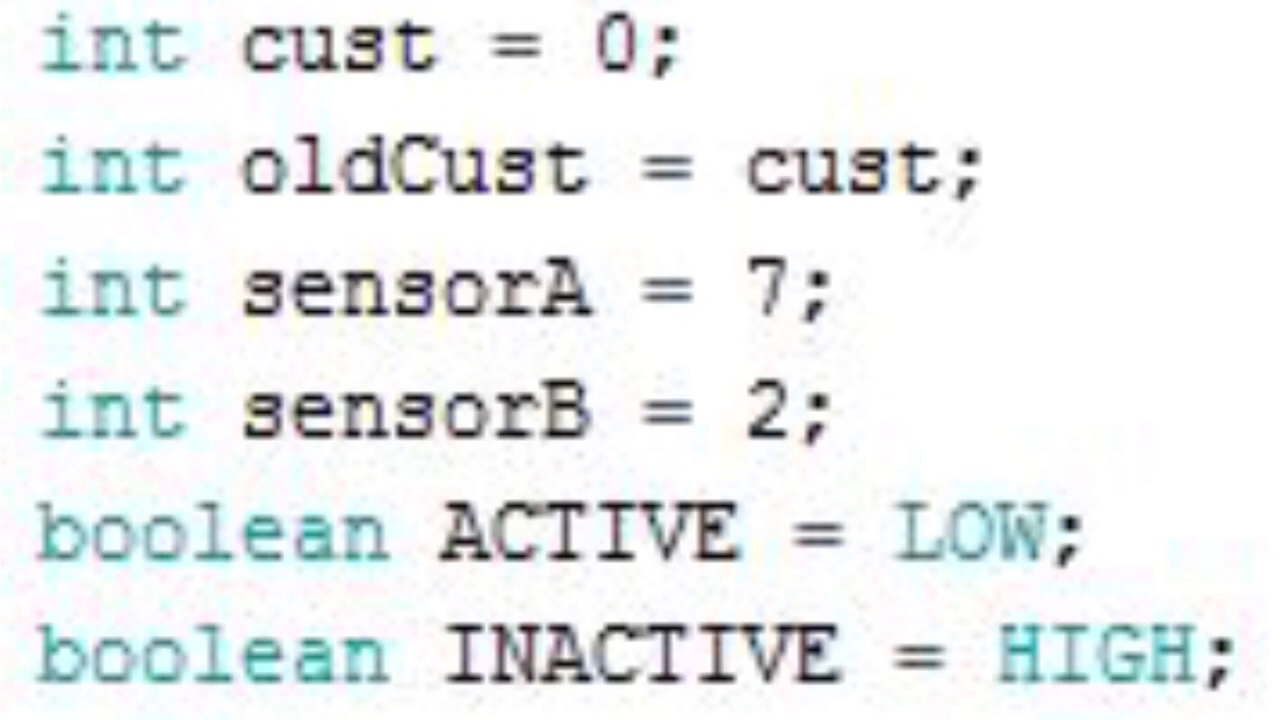 int cust = 0;
int oldCust = cust;
int sensorA = 7;
int sensorB = 2;
boolean ACTIVE = LOW;
boolean INACTIVE = HIGH;